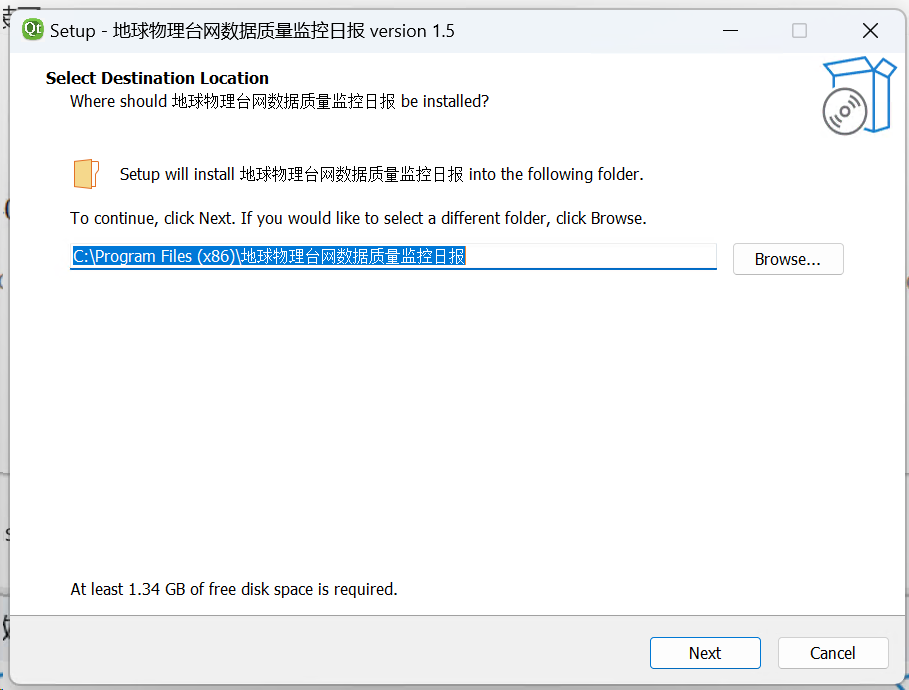 Qt Setup - 地球物理台网数据质量监控日报 version 1.5
Select Destination Location
Where should 地球物理台网数据质量监控日报 be installed?
Setup will install 地球物理台网数据质量监控日报 into the following folder.
To continue, click Next. If you would like to select a different folder, click Browse.
C:\Program Files (x86)\地球物理台网数据质量监控日报
Browse...
At least 1.34 GB of free disk space is required.
Next
Cancel